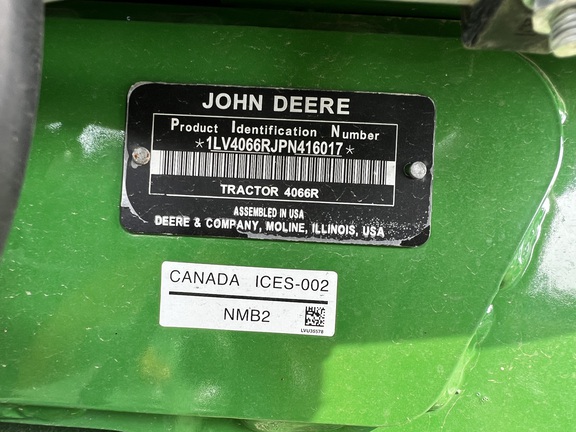 JOHN DEERE
Product Identification Number
*1LV4066RJPN416017*
TRACTOR 4066R
ASSEMBLED IN USA
DEERE & COMPANY, MOLINE, ILLINOIS, USA
CANADA ICES-002
NMB2
LVU35578